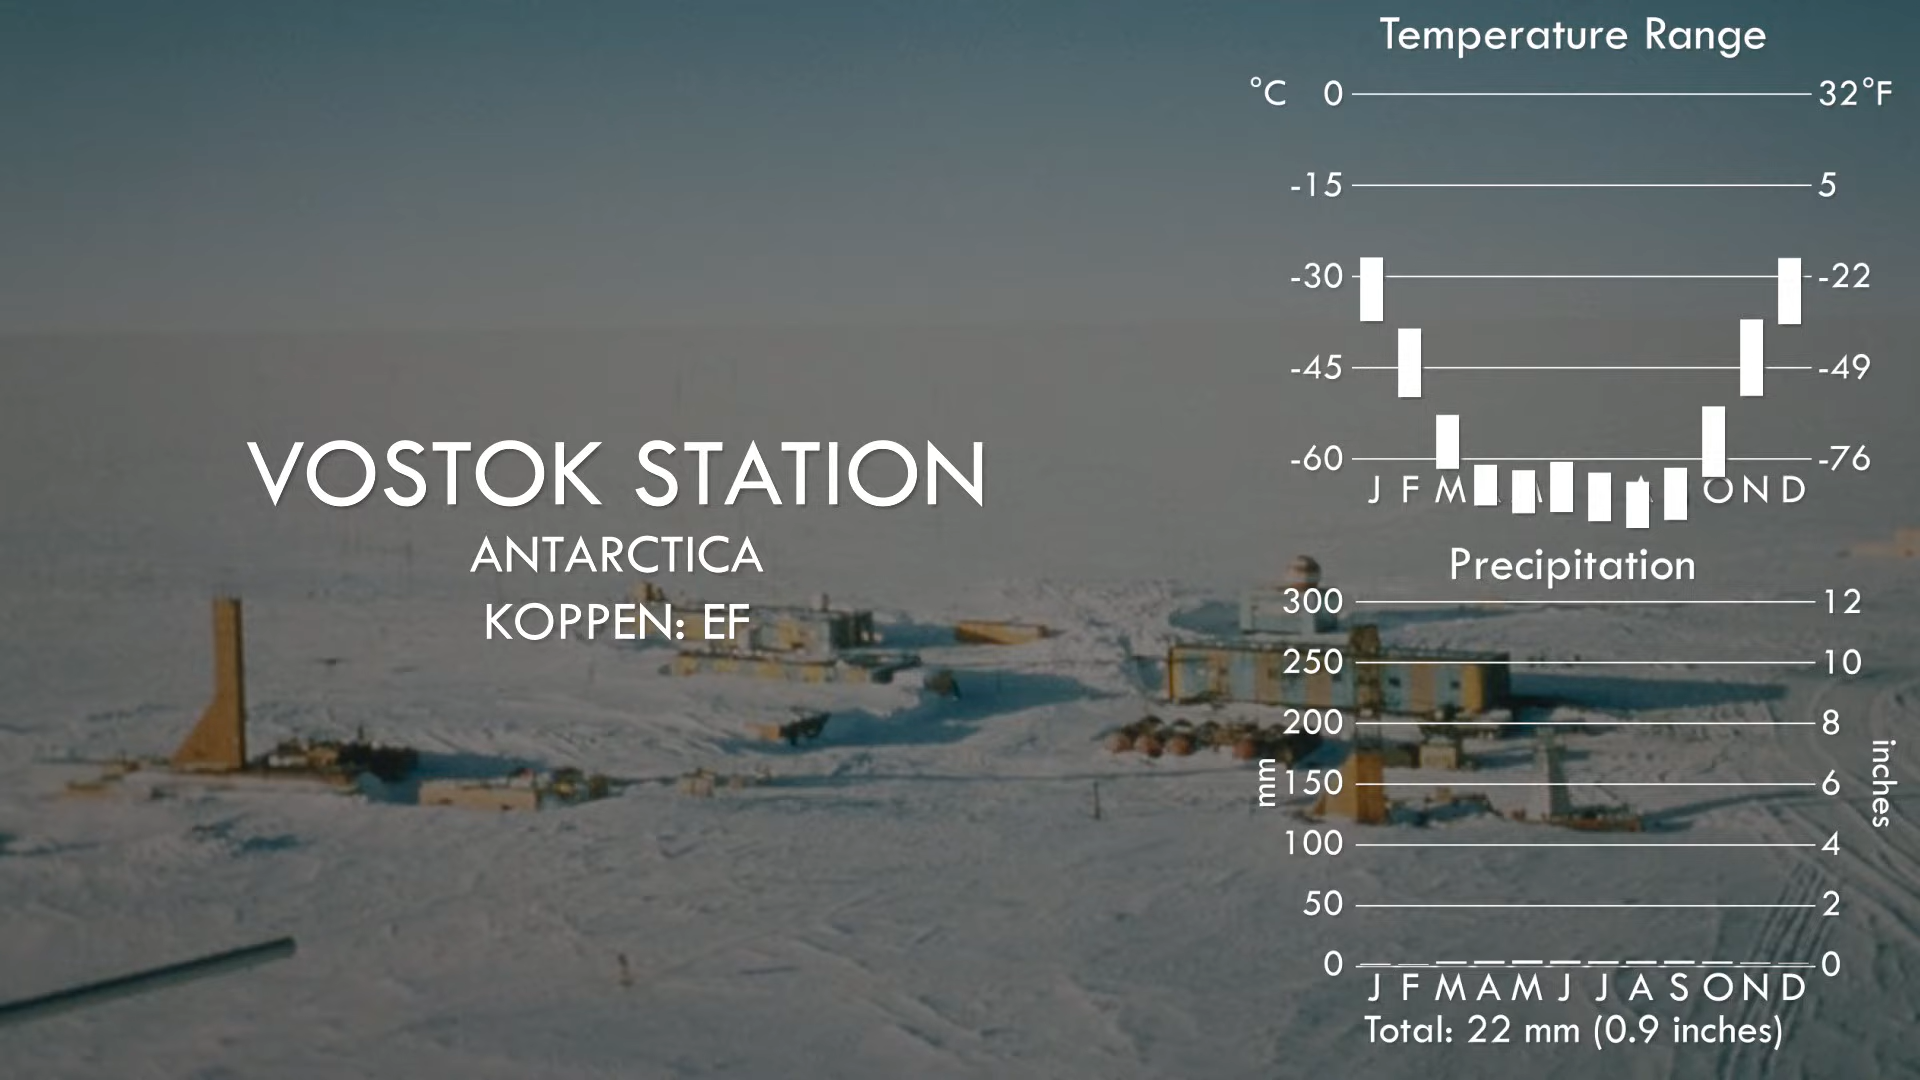 VOSTOK STATION
ANTARCTICA
KOPPEN: EF
Temperature Range
°C 0 32°F
-15 5
-30 -22
-45 -49
-60 -76
J F M O N D
Precipitation
300 12
250 10
200 8
150 6
100 4
50 2
0 0
mm
inches
J F M A M J J A S O N D
Total: 22 mm (0.9 inches)